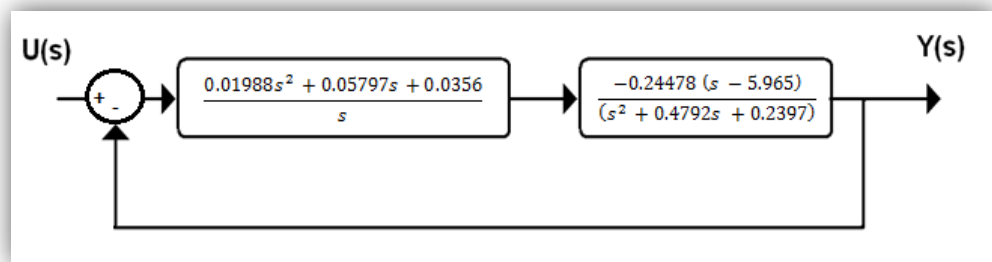 U(s)
Y(s)
+
-
0.01988s² + 0.05797s + 0.0356
s
−0.24478 (s − 5.965)
(s² + 0.4792s + 0.2397)